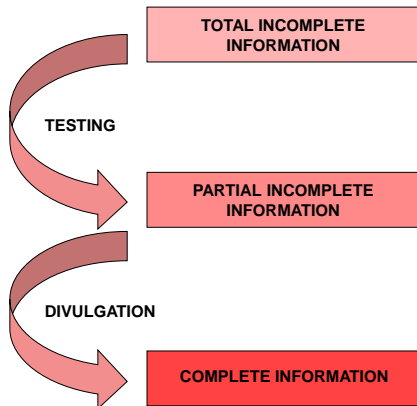 TOTAL INCOMPLETE
INFORMATION
TESTING
PARTIAL INCOMPLETE
INFORMATION
DIVULGATION
COMPLETE INFORMATION